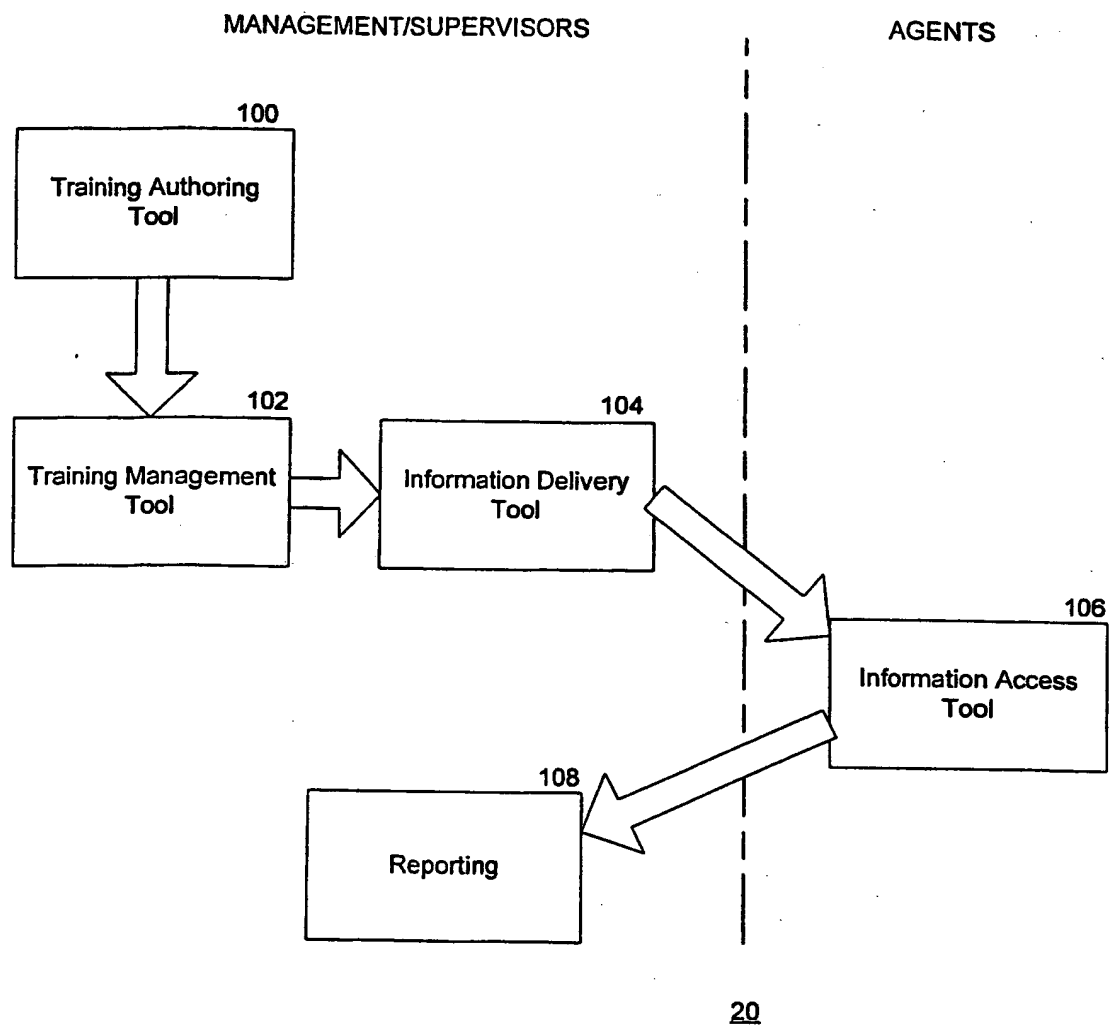 MANAGEMENT/SUPERVISORS
AGENTS
100
Training Authoring
Tool
102
Training Management
Tool
104
Information Delivery
Tool
106
Information Access
Tool
108
Reporting
20